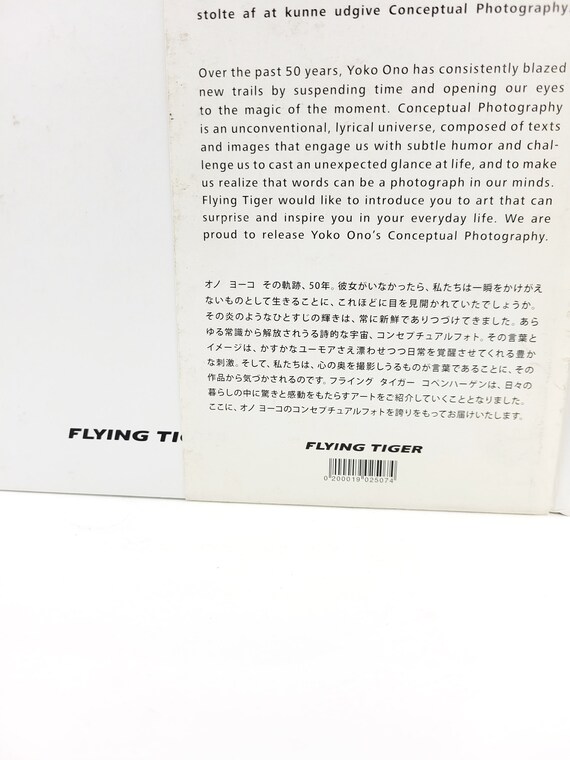 stolte af at kunne udgive Conceptual Photography
Over the past 50 years, Yoko Ono has consistently blazed
new trails by suspending time and opening our eyes
to the magic of the moment. Conceptual Photography
is an unconventional, lyrical universe, composed of texts
and images that engage us with subtle humor and chal-
lenge us to cast an unexpected glance at life, and to make
us realize that words can be a photograph in our minds.
Flying Tiger would like to introduce you to art that can
surprise and inspire you in your everyday life. We are
proud to release Yoko Ono's Conceptual Photography.
オノ ヨーコ その軌跡、50年。彼女がいなかったら、私たちは一瞬をかけがえ
ないものとして生きることに、これほどに目を見開かれていたでしょうか。
その炎のようなひとすじの輝きは、常に新鮮でありつづけてきました。あら
ゆる常識から解放されうる詩的な宇宙、コンセプチュアルフォト。その言葉と
イメージは、かすかなユーモアさえ漂わせつつ日常を覚醒させてくれる豊か
な刺激。そして、私たちは、心の奥を撮影しうるものが言葉であることに、その
作品から気づかされるのです。フライング タイガー コペンハーゲンは、日々の
暮らしの中に驚きと感動をもたらすアートをご紹介していくこととなりました。
ここに、オノ ヨーコのコンセプチュアルフォトを誇りをもってお届けいたします。
FLYING TIG
FLYING TIGER
0 200019 025074